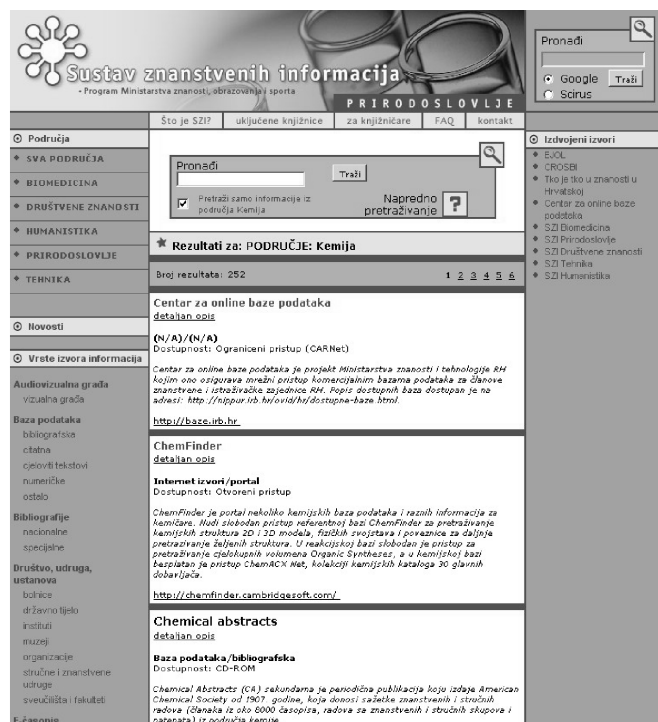 Sustav znanstvenih informacija
- Program Ministarstva znanosti, obrazovanja i sporta
PRIRODOSLOVLJE
Pronađi
Google
Traži
Scirus
Što je SZI?
uključene knjižnice
za knjižničare
FAQ
kontakt
Područja
SVA PODRUČJA
BIOMEDICINA
DRUŠTVENE ZNANOSTI
HUMANISTIKA
PRIRODOSLOVLJE
TEHNIKA
Novosti
Vrste izvora informacija
Audiovizualna građa
vizualna građa
Baza podataka
bibliografska
citatna
cjeloviti tekstovi
numeričke
ostalo
Bibliografije
nacionalne
specijalne
Društvo, udruga,
ustanova
bolnice
državno tijelo
instituti
muzeji
organizacije
stručne i znanstvene
udruge
sveučilišta i fakulteti
E-časopis
Pronađi
Traži
Pretraži samo informacije iz
područja Kemija
Napredno
pretraživanje
?
Rezultati za: PODRUČJE: Kemija
Broj rezultata: 252
1 2 3 4 5 6
Centar za online baze podataka
detaljan opis
(N/A)/(N/A)
Dostupnost: Ograniceni pristup (CARNet)
Centar za online baze podataka je projekt Ministarstva znanosti i tehnologije RH
kojim ono osigurava mrežni pristup komercijalnim bazama podataka za članove
znanstvene i istraživačke zajednice RH. Popis dostupnih baza dostupan je na
adresi: http://nippur.irb.hr/ovid/hr/dostupne-baze.html.
http://baze.irb.hr
ChemFinder
detaljan opis
Internet izvori/portal
Dostupnost: Otvoreni pristup
ChemFinder je portal nekoliko kemijskih baza podataka i raznih informacija za
kemičare. Nudi slobodan pristup referentnoj bazi ChemFinder za pretraživanje
kemijskih struktura 2D i 3D modela, fizičkih svojstava i poveznice za daljnje
pretrazivanje željenih struktura. U reakcijskoj bazi slobodan je pristup za
pretraživanje cjelokupnih volumena Organic Syntheses, a u kemijskoj bazi
besplatan je pristup ChemACX Net, kolekciji kemijskih kataloga 30 glavnih
dobavljača.
http://chemfinder.cambridgesoft.com/
Chemical abstracts
detaljan opis
Baza podataka/bibliografska
Dostupnost: CD-ROM
Chemical Abstracts (CA) sekundarna je periodična publikacija koju izdaje American
Chemical Society od 1907. godine, koja donosi sažetke znanstvenih i stručnih
radova (članaka iz oko 8000 časopisa, radova sa znanstvenih i stručnih skupova i
patenata) iz područja kemije.
Izdvojeni izvori
EJOL
CROSBI
Tko je tko u znanosti u
Hrvatskoj
Centar za online baze
podataka
SZI Biomedicina
SZI Prirodoslovlje
SZI Društvene znanosti
SZI Tehnika
SZI Humanistika